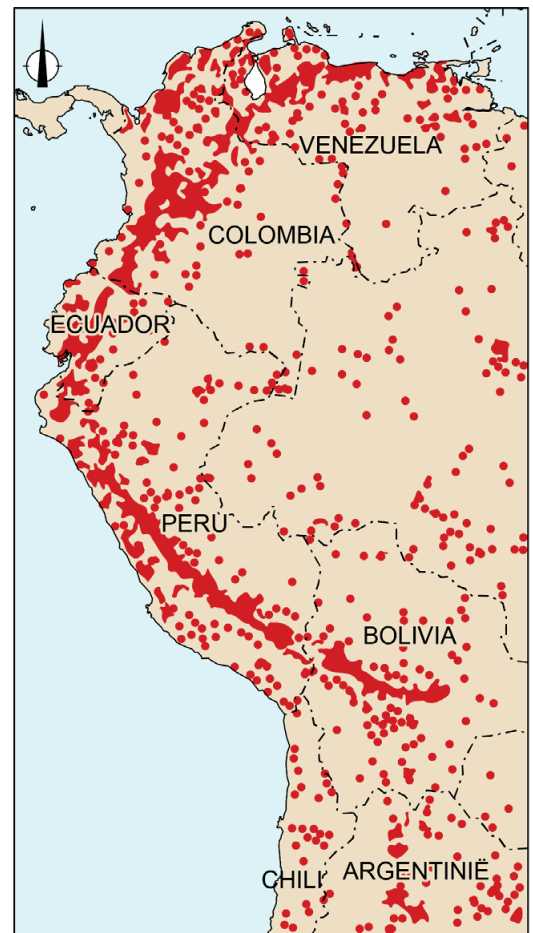 VENEZUELA
COLOMBIA
ECUADOR
PERU
BOLIVIA
CHILI
ARGENTINIË